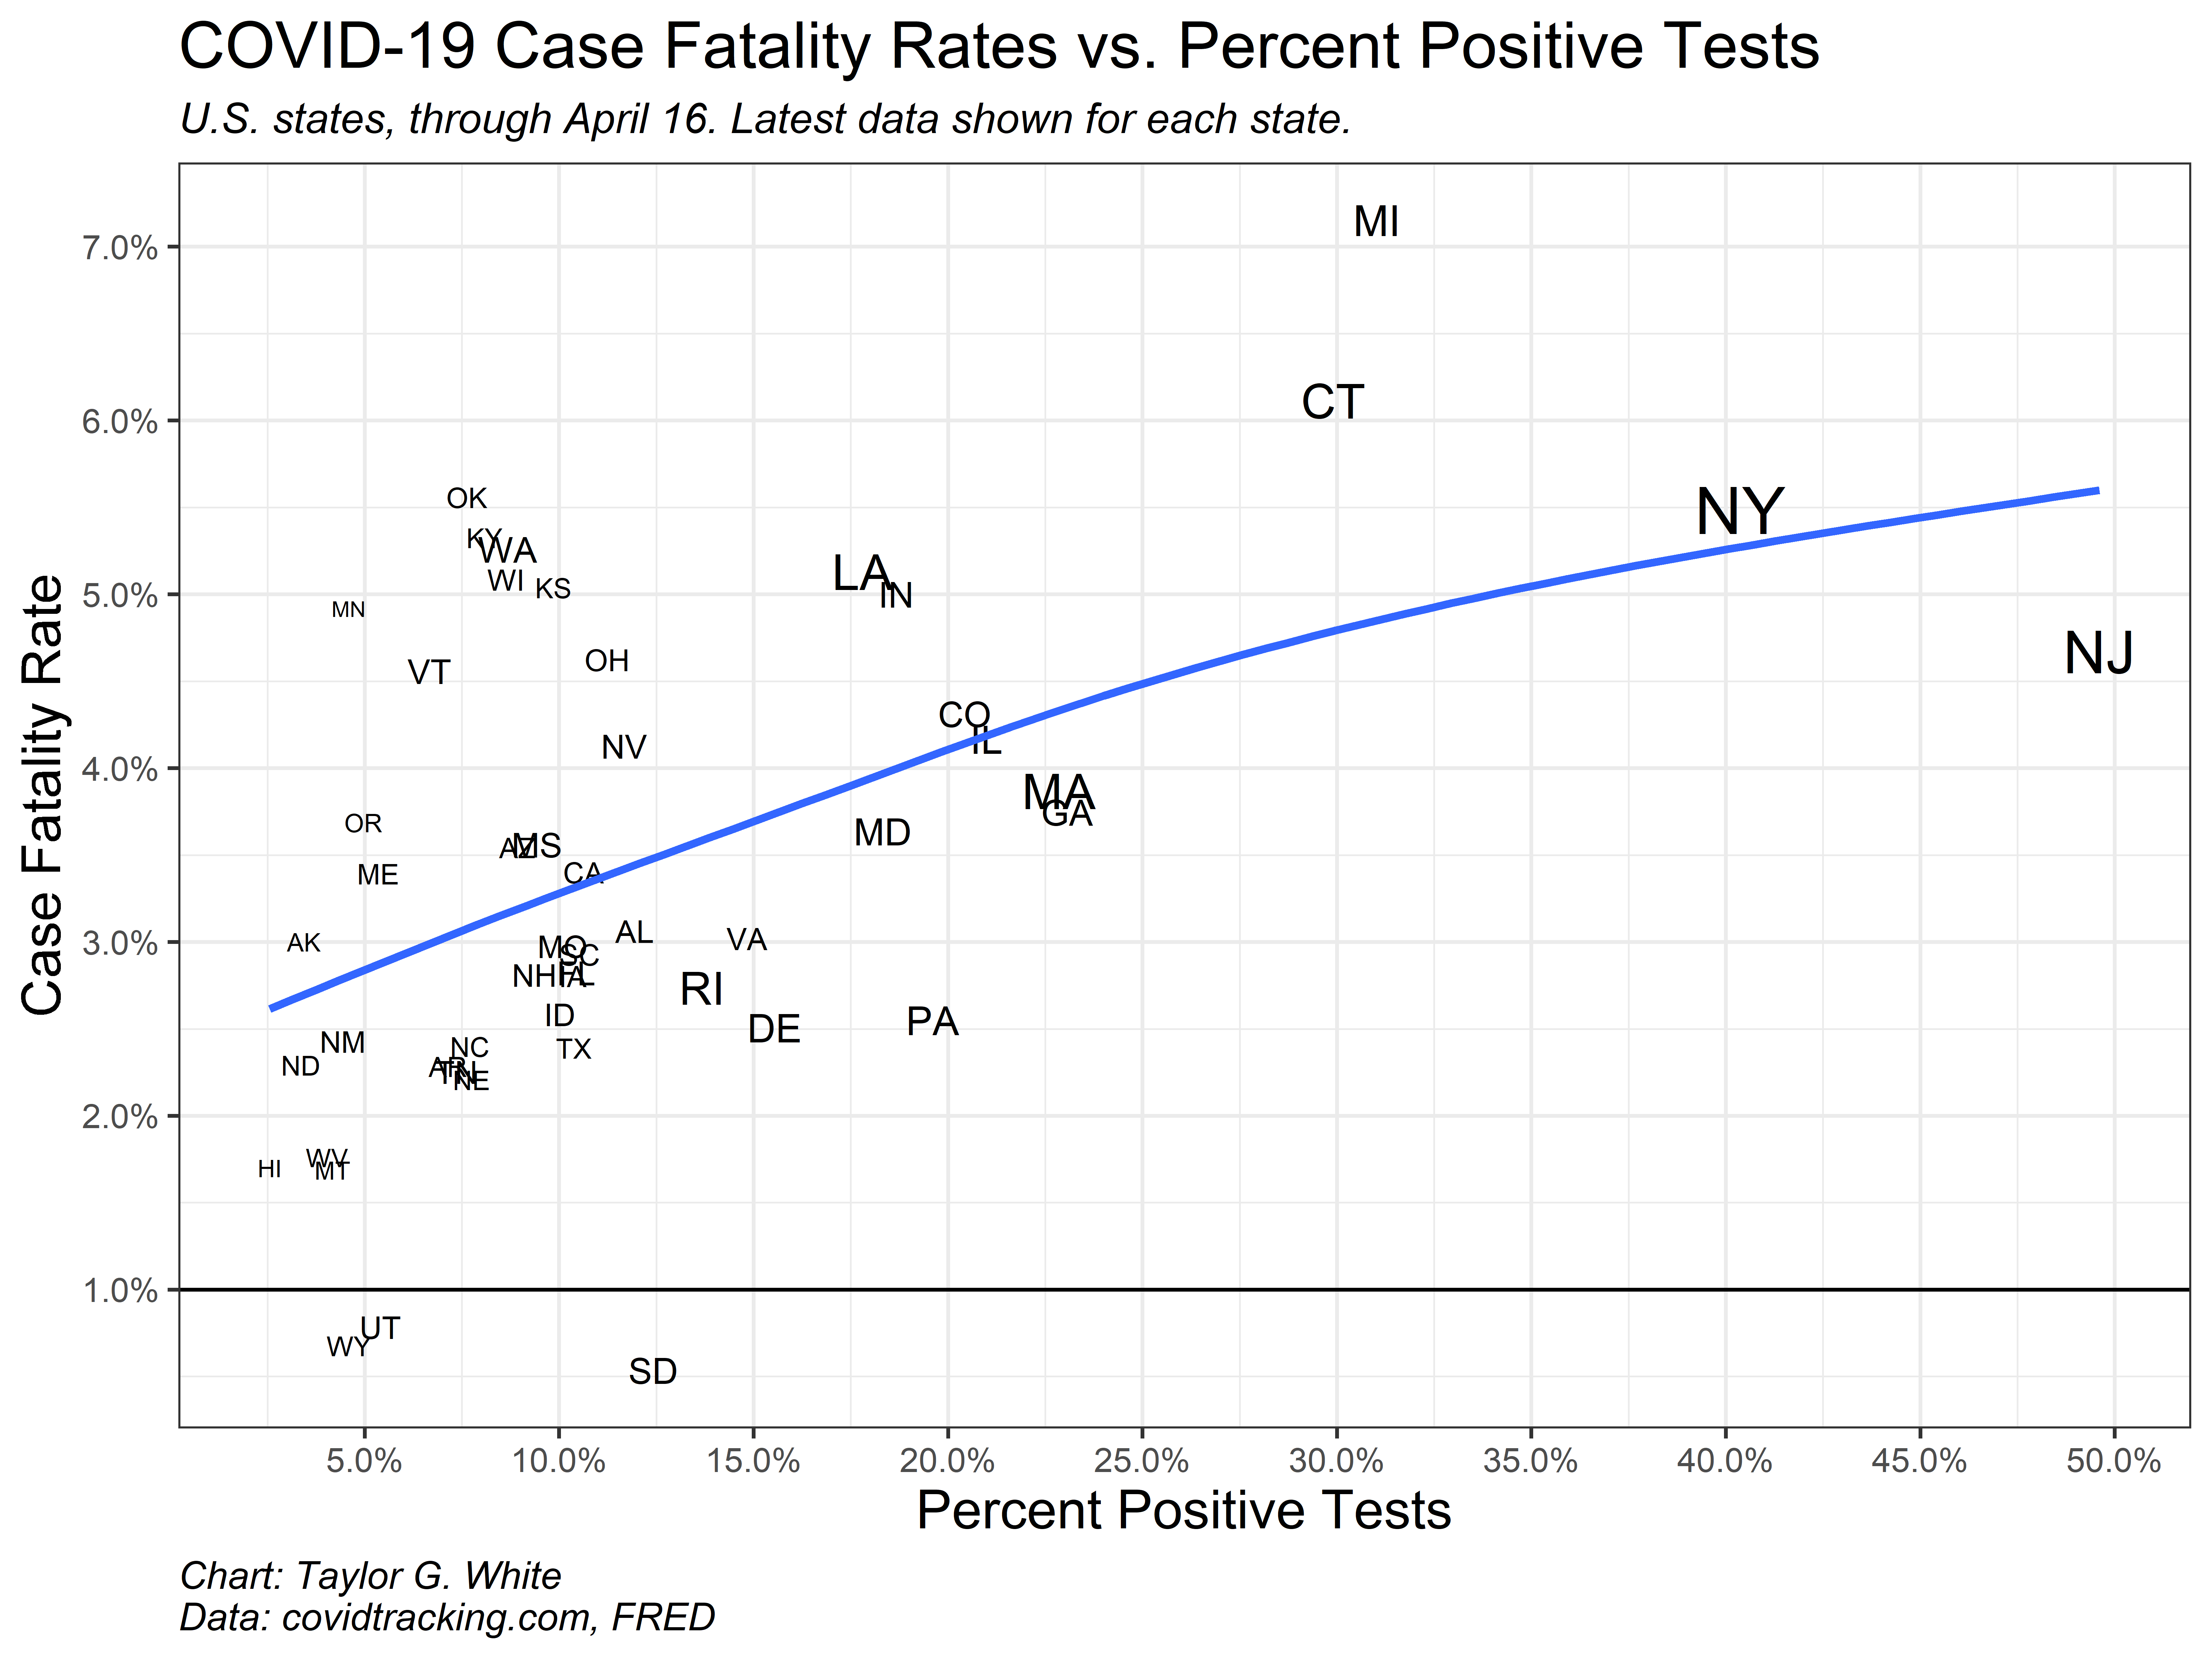 COVID-19 Case Fatality Rates vs. Percent Positive Tests
U.S. states, through April 16. Latest data shown for each state.
Case Fatality Rate
7.0%
6.0%
5.0%
4.0%
3.0%
2.0%
1.0%
MI
CT
OK
NY
KY
WA
WI
KS
LA
IN
MN
VT
OH
NJ
NV
CO
IL
MA
GA
OR
MD
AZ
MS
ME
CA
AK
AL
VA
MO
SC
NH
IA
FL
RI
ID
DE
PA
NM
NC
TX
ND
AR
TN
NE
HI
WV
MT
UT
WY
SD
5.0% 10.0% 15.0% 20.0% 25.0% 30.0% 35.0% 40.0% 45.0% 50.0%
Percent Positive Tests
Chart: Taylor G. White
Data: covidtracking.com, FRED